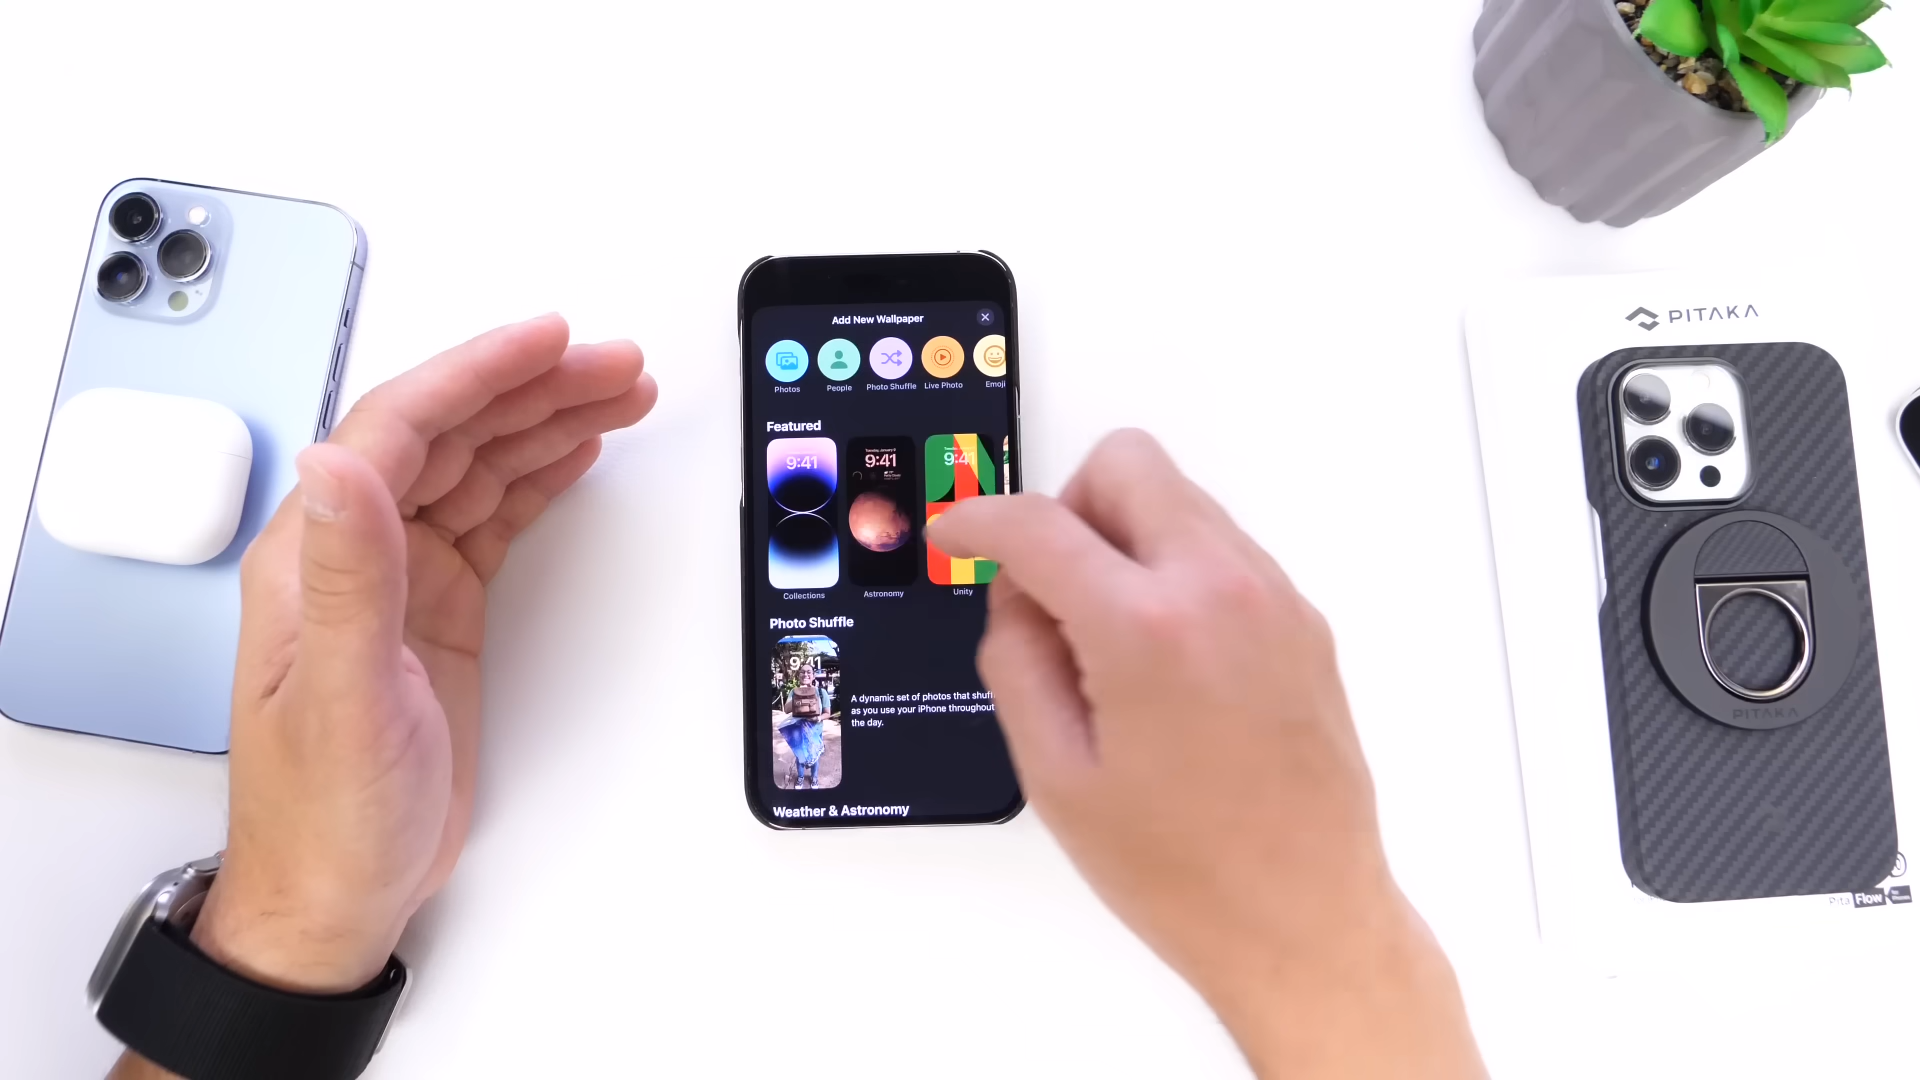 Add New Wallpaper
Photos
People
Photo Shuffle
Live Photo
Emoji
Featured
9:41
9:41
9:41
Collections
Astronomy
Unity
Photo Shuffle
9:41
A dynamic set of photos that shuffl
as you use your iPhone throughout
the day.
Weather & Astronomy
PITAKA
PITAKA
Pita Flow